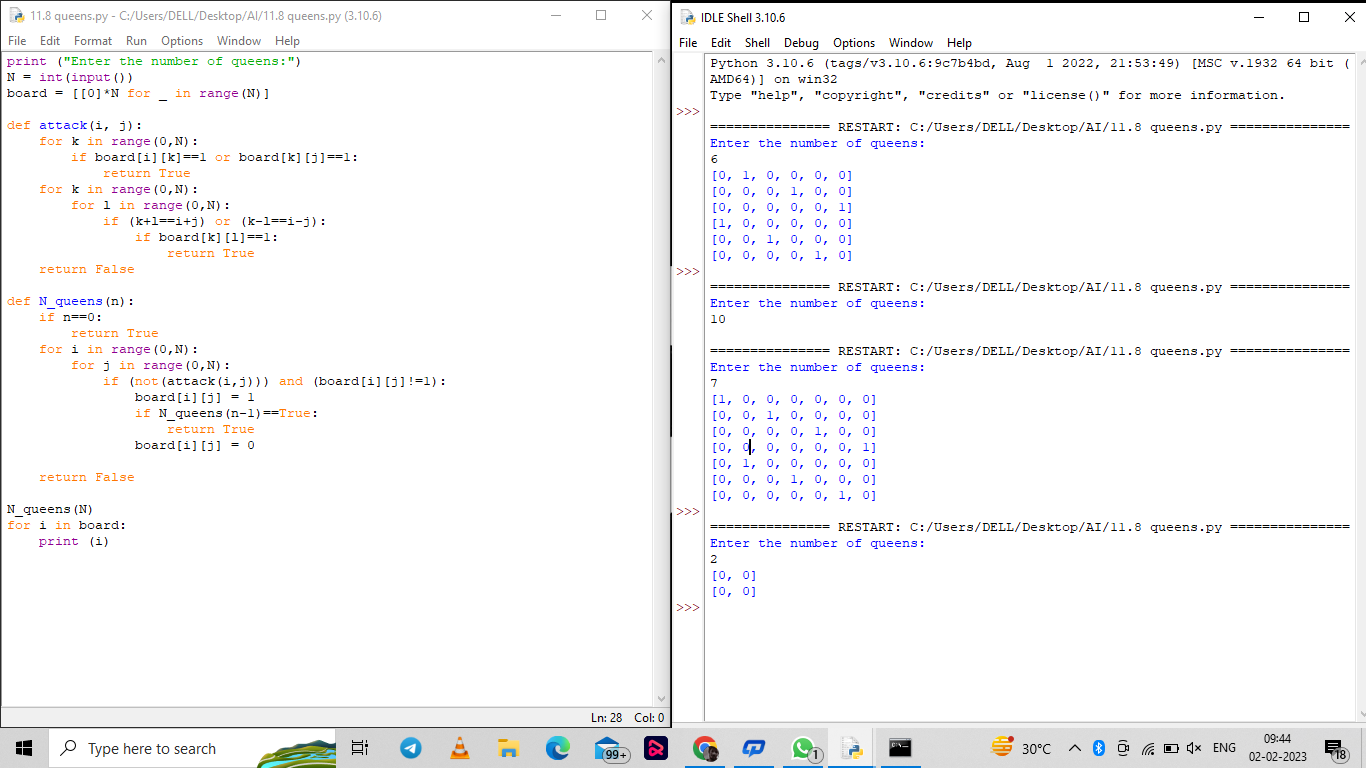 11.8 queens.py - C:/Users/DELL/Desktop/AI/11.8 queens.py (3.10.6)
File Edit Format Run Options Window Help
print ("Enter the number of queens:")
N = int(input())
board = [[0]*N for _ in range(N)]
def attack(i, j):
    for k in range(0,N):
        if board[i][k]==1 or board[k][j]==1:
            return True
    for k in range(0,N):
        for l in range(0,N):
            if (k+l==i+j) or (k-l==i-j):
                if board[k][l]==1:
                    return True
    return False
def N_queens(n):
    if n==0:
        return True
    for i in range(0,N):
        for j in range(0,N):
            if (not(attack(i,j))) and (board[i][j]!=1):
                board[i][j] = 1
                if N_queens(n-1)==True:
                    return True
                board[i][j] = 0
    return False
N_queens(N)
for i in board:
    print (i)
Ln: 28 Col: 0
IDLE Shell 3.10.6
File Edit Shell Debug Options Window Help
Python 3.10.6 (tags/v3.10.6:9c7b4bd, Aug  1 2022, 21:53:49) [MSC v.1932 64 bit (
AMD64)] on win32
Type "help", "copyright", "credits" or "license()" for more information.
>>>
=============== RESTART: C:/Users/DELL/Desktop/AI/11.8 queens.py ===============
Enter the number of queens:
6
[0, 1, 0, 0, 0, 0]
[0, 0, 0, 1, 0, 0]
[0, 0, 0, 0, 0, 1]
[1, 0, 0, 0, 0, 0]
[0, 0, 1, 0, 0, 0]
[0, 0, 0, 0, 1, 0]
>>>
=============== RESTART: C:/Users/DELL/Desktop/AI/11.8 queens.py ===============
Enter the number of queens:
10
=============== RESTART: C:/Users/DELL/Desktop/AI/11.8 queens.py ===============
Enter the number of queens:
7
[1, 0, 0, 0, 0, 0, 0]
[0, 0, 1, 0, 0, 0, 0]
[0, 0, 0, 0, 1, 0, 0]
[0, 0, 0, 0, 0, 0, 1]
[0, 1, 0, 0, 0, 0, 0]
[0, 0, 0, 1, 0, 0, 0]
[0, 0, 0, 0, 0, 1, 0]
>>>
=============== RESTART: C:/Users/DELL/Desktop/AI/11.8 queens.py ===============
Enter the number of queens:
2
[0, 0]
[0, 0]
>>>
Type here to search
99+
1
30°C
ENG
09:44
02-02-2023
18